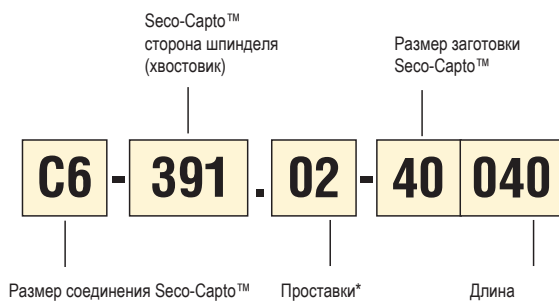 Seco-Capto™
сторона шпинделя
(хвостовик)
Размер заготовки
Seco-Capto™
C6 - 391 . 02 - 40 040
Размер соединения Seco-Capto™ Проставки* Длина